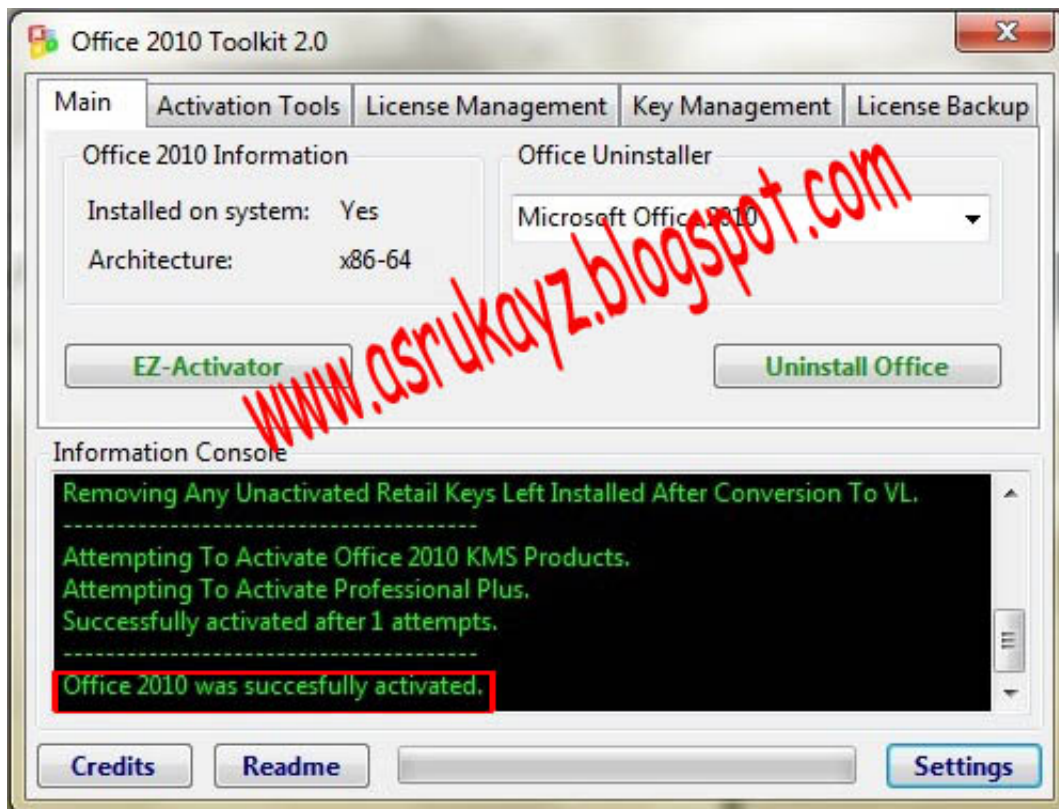 Office 2010 Toolkit 2.0
Main
Activation Tools
License Management
Key Management
License Backup
Office 2010 Information
Installed on system: Yes
Architecture: x86-64
Office Uninstaller
Microsoft Office 2010
EZ-Activator
Uninstall Office
www.asrukayz.blogspot.com
Information Console
Removing Any Unactivated Retail Keys Left Installed After Conversion To VL.
----------------------------------------
Attempting To Activate Office 2010 KMS Products.
Attempting To Activate Professional Plus.
Successfully activated after 1 attempts.
----------------------------------------
Office 2010 was succesfully activated.
Credits
Readme
Settings